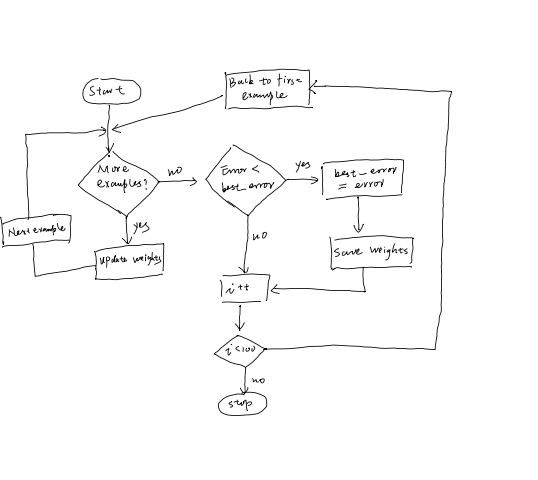 Start
Back to first
example
More
examples?
no
yes
Error <
best_error
yes
no
best_error
= error
Next example
update weights
Save weights
i++
i<100
no
stop